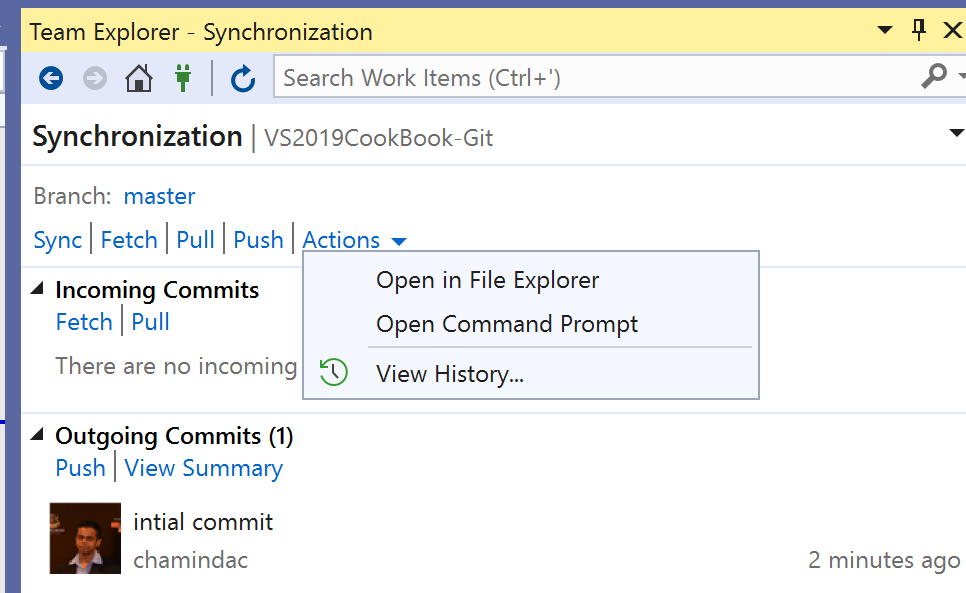 Team Explorer - Synchronization
Search Work Items (Ctrl+')
Synchronization | VS2019CookBook-Git
Branch: master
Sync | Fetch | Pull | Push | Actions
Open in File Explorer
Open Command Prompt
View History...
Incoming Commits
Fetch | Pull
There are no incoming
Outgoing Commits (1)
Push | View Summary
intial commit
chamindac 2 minutes ago